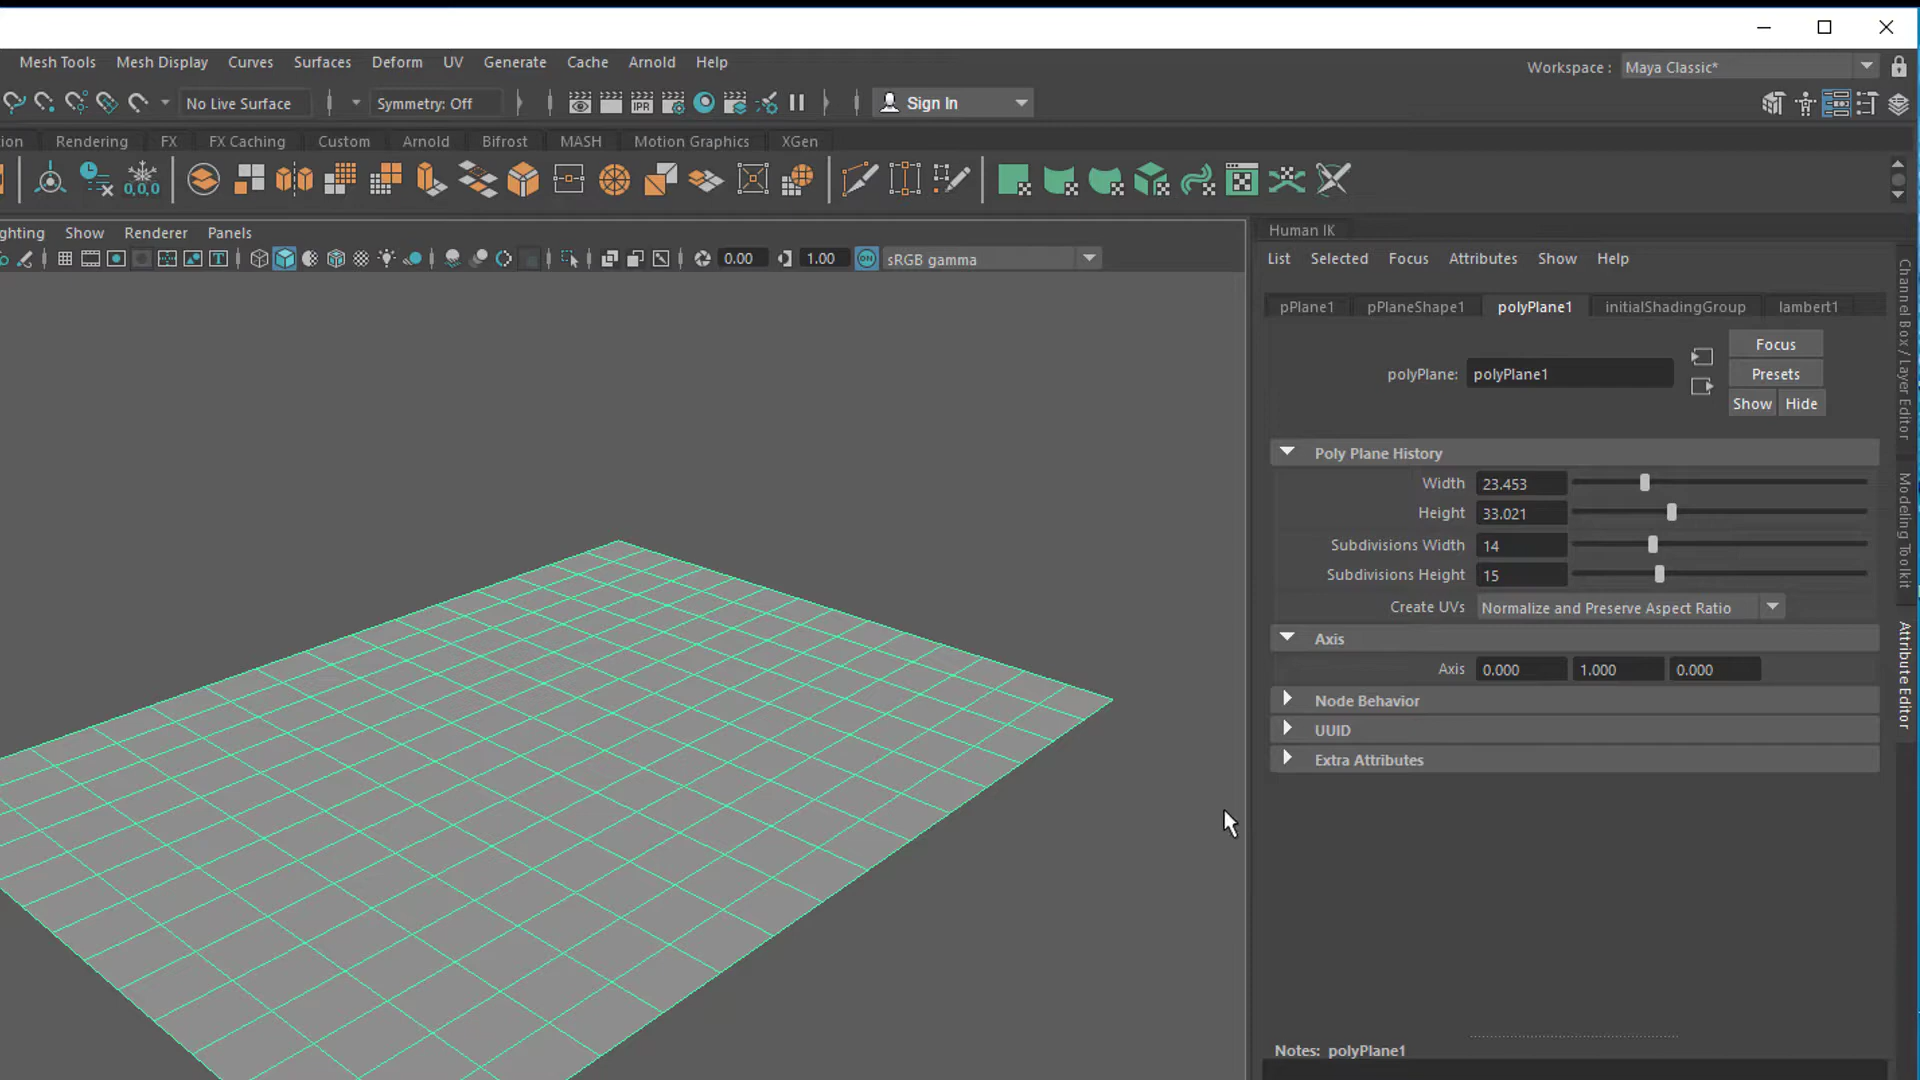 Mesh Tools Mesh Display Curves Surfaces Deform UV Generate Cache Arnold Help
Workspace : Maya Classic*
No Live Surface Symmetry: Off IPR Sign In
ion Rendering FX FX Caching Custom Arnold Bifrost MASH Motion Graphics XGen
0,0,0
ghting Show Renderer Panels
T 0.00 1.00 ON sRGB gamma
Human IK
List Selected Focus Attributes Show Help
pPlane1 pPlaneShape1 polyPlane1 initialShadingGroup lambert1
Focus
polyPlane: polyPlane1 Presets
Show Hide
Poly Plane History
Width 23.453
Height 33.021
Subdivisions Width 14
Subdivisions Height 15
Create UVs Normalize and Preserve Aspect Ratio
Axis
Axis 0.000 1.000 0.000
Node Behavior
UUID
Extra Attributes
Notes: polyPlane1
Channel Box / Layer Editor
Modeling Toolkit
Attribute Editor